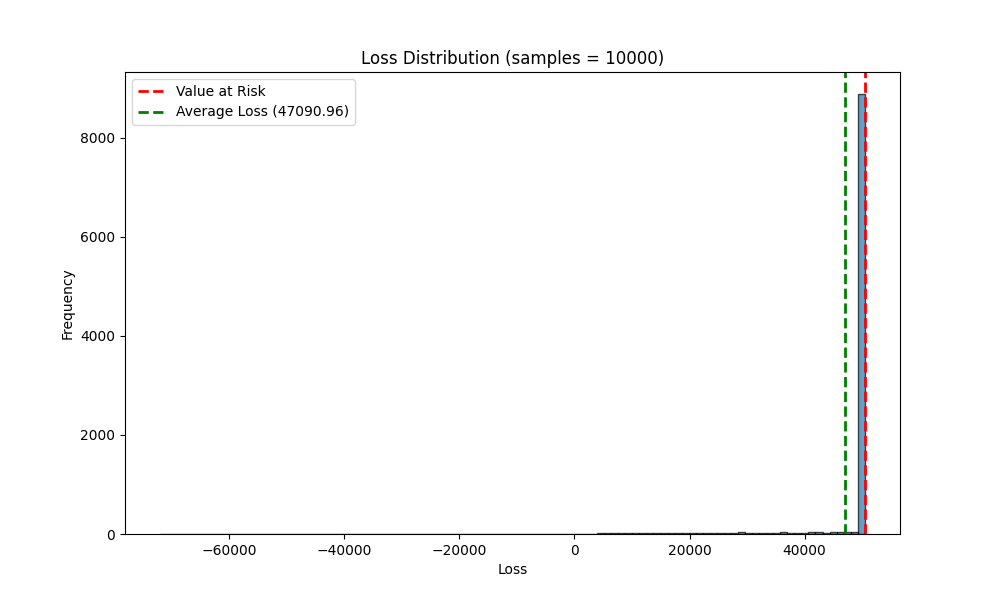 Loss Distribution (samples = 10000)
Value at Risk
Average Loss (47090.96)
8000
6000
4000
2000
0
Frequency
−60000
−40000
−20000
0
20000
40000
Loss